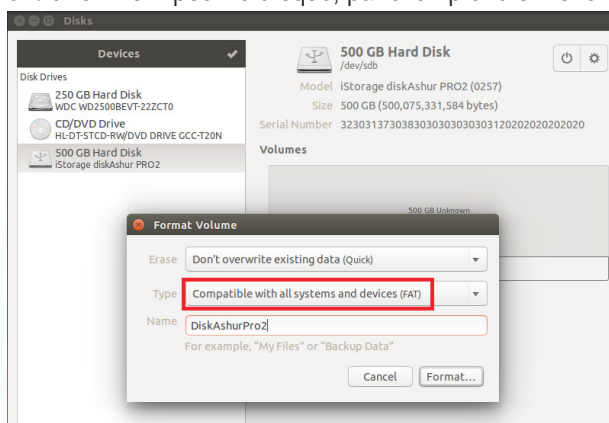 Disks
Devices
Disk Drives
250 GB Hard Disk
WDC WD2500BEVT-22ZCT0
CD/DVD Drive
HL-DT-STCD-RW/DVD DRIVE GCC-T20N
500 GB Hard Disk
iStorage diskAshur PRO2
500 GB Hard Disk
/dev/sdb
Model iStorage diskAshur PRO2 (0257)
Size 500 GB (500,075,331,584 bytes)
Serial Number
Volumes
500 GB Unknown
Format Volume
Erase Don't overwrite existing data (Quick)
Type Compatible with all systems and devices (FAT)
Name DiskAshurPro2
For example, "My Files" or "Backup Data"
Cancel Format...